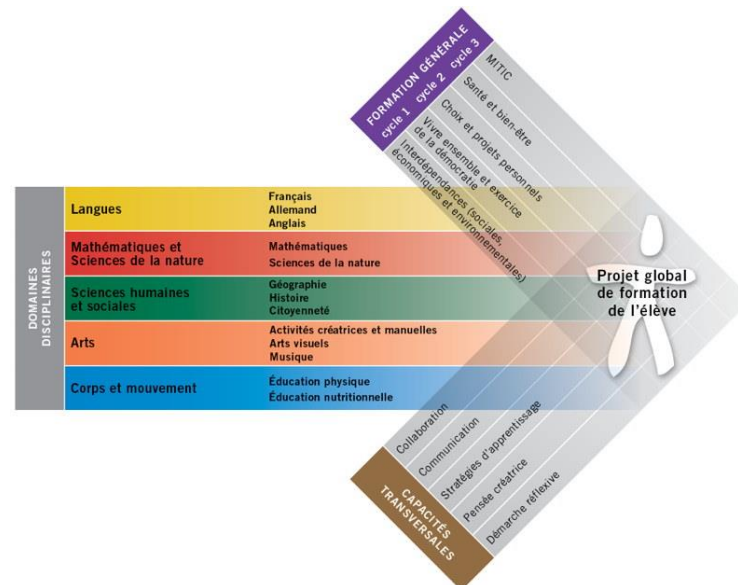 FORMATION GÉNÉRALE
cycle 1 cycle 2 cycle 3
MITIC
Santé et bien-être
Choix et projets personnels
Vivre ensemble et exercice
de la démocratie
Interdépendances (sociales,
économiques et environnementales)
DOMAINES
DISCIPLINAIRES
Langues
Français
Allemand
Anglais
Mathématiques et
Sciences de la nature
Mathématiques
Sciences de la nature
Sciences humaines
et sociales
Géographie
Histoire
Citoyenneté
Arts
Activités créatrices et manuelles
Arts visuels
Musique
Corps et mouvement
Éducation physique
Éducation nutritionnelle
Projet global
de formation
de l'élève
Collaboration
Communication
Stratégies d'apprentissage
Pensée créatrice
Démarche réflexive
CAPACITÉS
TRANSVERSALES